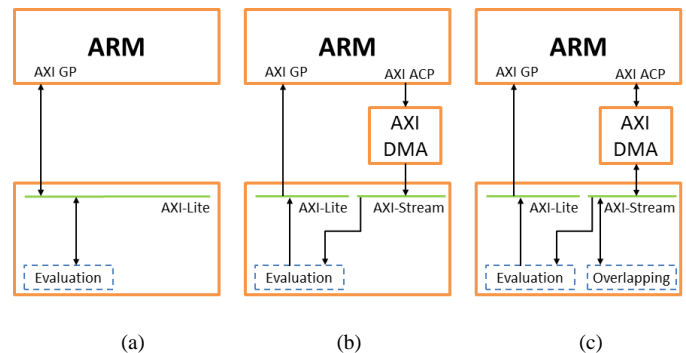 ARM
AXI GP
AXI-Lite
Evaluation
(a)
ARM
AXI GP
AXI ACP
AXI
DMA
AXI-Lite
AXI-Stream
Evaluation
(b)
ARM
AXI GP
AXI ACP
AXI
DMA
AXI-Lite
AXI-Stream
Evaluation
Overlapping
(c)